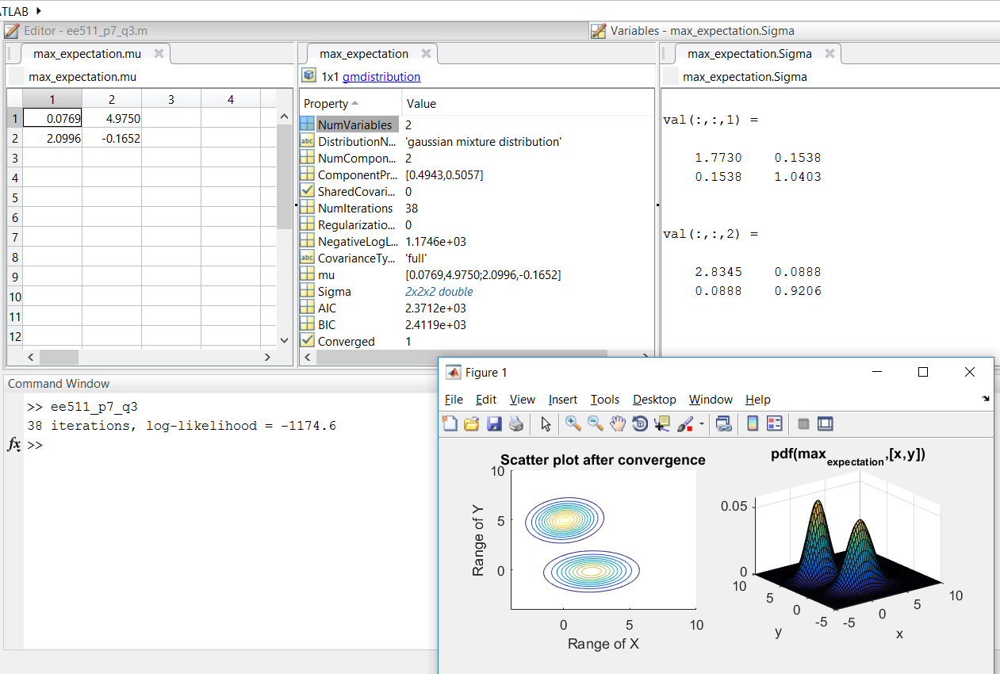 ATLAB
Editor - ee511_p7_q3.m
Variables - max_expectation.Sigma
max_expectation.mu
max_expectation.mu
1 2 3 4
1 0.0769 4.9750
2 2.0996 -0.1652
3
4
5
6
7
8
9
10
11
12
max_expectation
1x1 gmdistribution
Property Value
NumVariables 2
DistributionN... 'gaussian mixture distribution'
NumCompon... 2
ComponentPr... [0.4943,0.5057]
SharedCovari... 0
NumIterations 38
Regularizatio... 0
NegativeLogL... 1.1746e+03
CovarianceTy... 'full'
mu [0.0769,4.9750;2.0996,-0.1652]
Sigma 2x2x2 double
AIC 2.3712e+03
BIC 2.4119e+03
Converged 1
max_expectation.Sigma
max_expectation.Sigma
val(:,:,1) =
1.7730 0.1538
0.1538 1.0403
val(:,:,2) =
2.8345 0.0888
0.0888 0.9206
Command Window
>> ee511_p7_q3
38 iterations, log-likelihood = -1174.6
fx >>
Figure 1
File Edit View Insert Tools Desktop Window Help
Scatter plot after convergence
10
5
0
Range of Y
0 5 10
Range of X
pdf(max_expectation,[x,y])
0.05
0
10
5
0
-5
y
-5
0
5
10
x